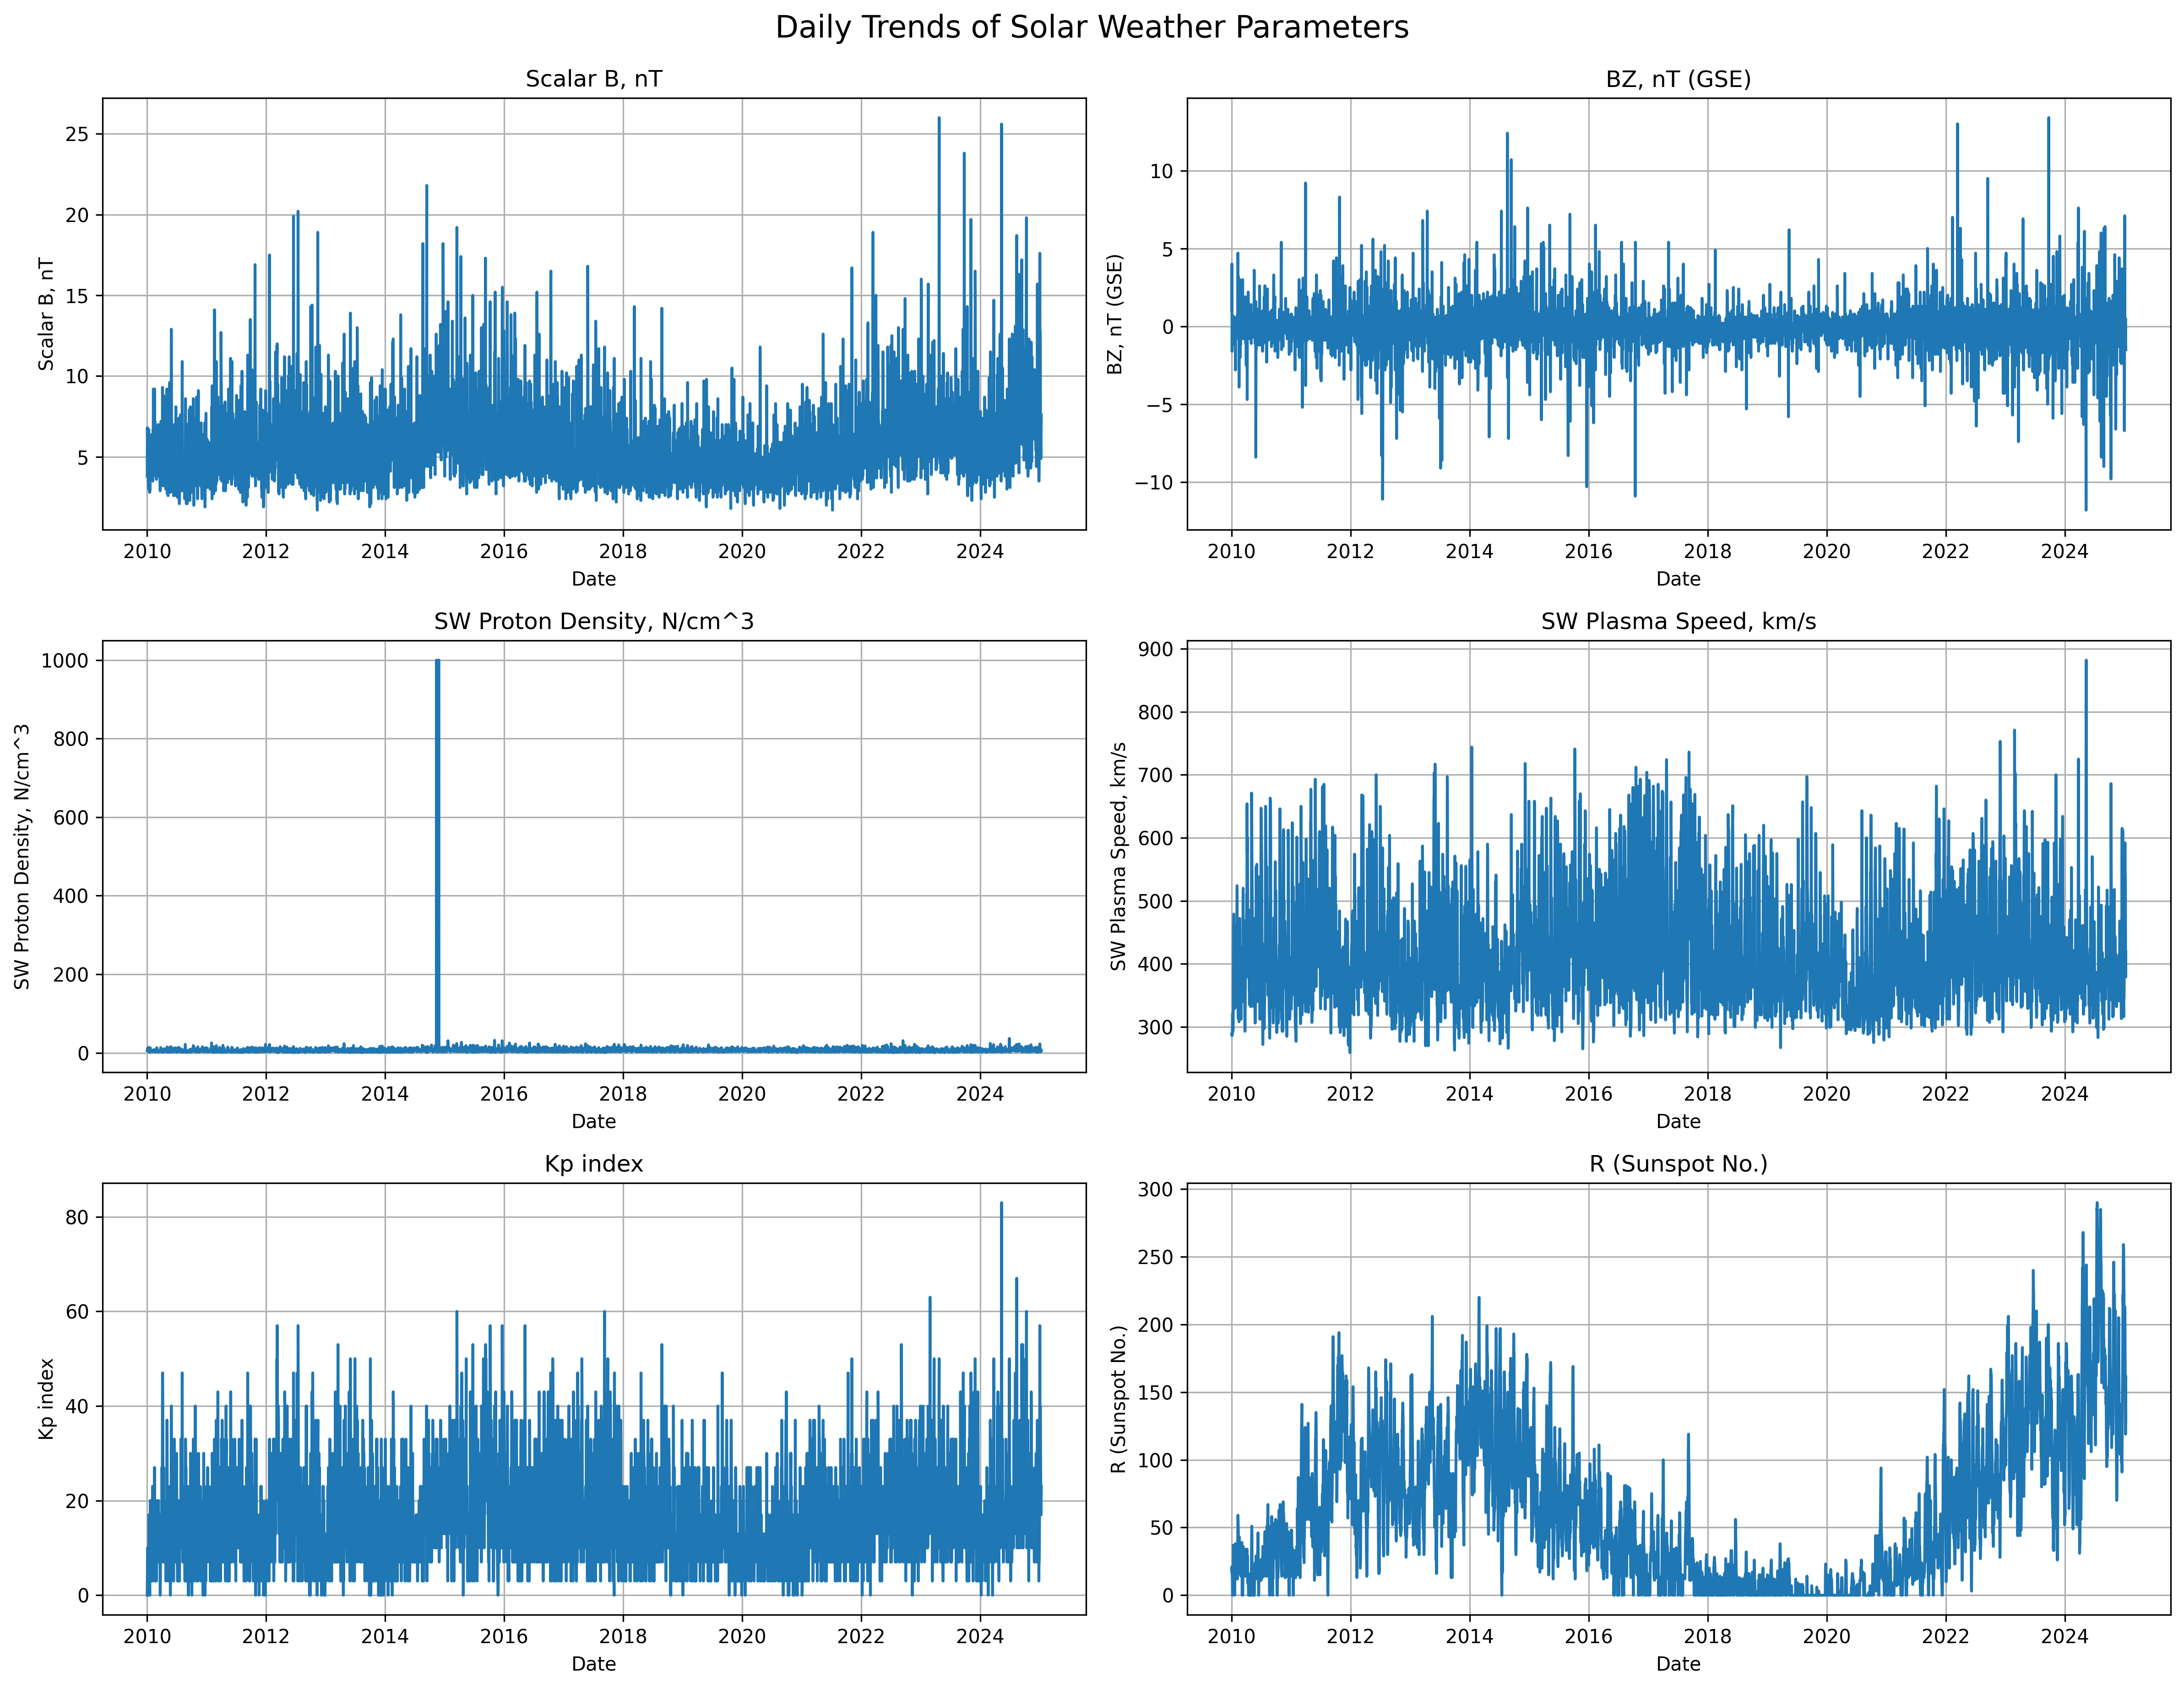 Daily Trends of Solar Weather Parameters
Scalar B, nT
Scalar B, nT
25
20
15
10
5
2010 2012 2014 2016 2018 2020 2022 2024
Date
BZ, nT (GSE)
BZ, nT (GSE)
10
5
0
−5
−10
2010 2012 2014 2016 2018 2020 2022 2024
Date
SW Proton Density, N/cm^3
SW Proton Density, N/cm^3
1000
800
600
400
200
0
2010 2012 2014 2016 2018 2020 2022 2024
Date
SW Plasma Speed, km/s
SW Plasma Speed, km/s
900
800
700
600
500
400
300
2010 2012 2014 2016 2018 2020 2022 2024
Date
Kp index
Kp index
80
60
40
20
0
2010 2012 2014 2016 2018 2020 2022 2024
Date
R (Sunspot No.)
R (Sunspot No.)
300
250
200
150
100
50
0
2010 2012 2014 2016 2018 2020 2022 2024
Date